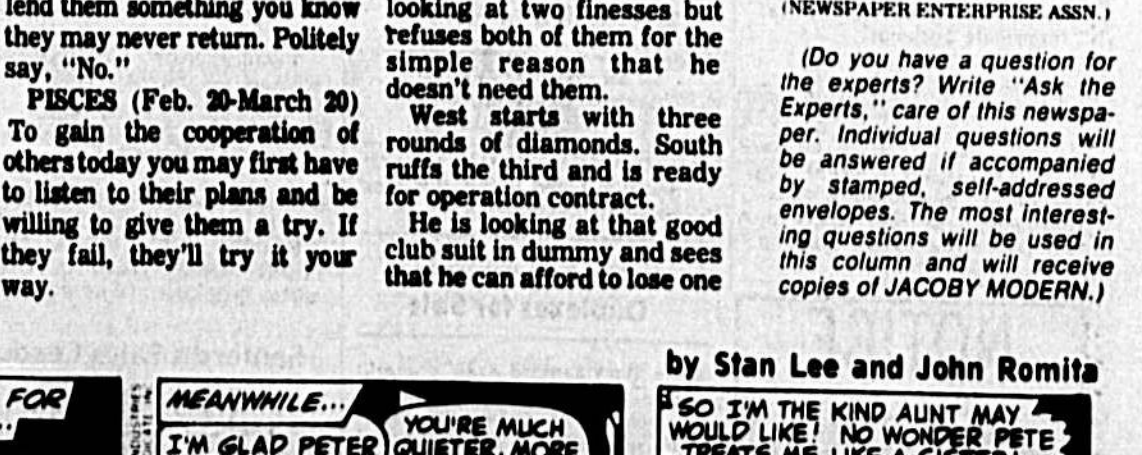 lend them something you know
they may never return. Politely
say, "No."
PISCES (Feb. 20-March 20)
To gain the cooperation of
others today you may first have
to listen to their plans and be
willing to give them a try. If
they fail, they'll try it your
way.
looking at two finesses but
refuses both of them for the
simple reason that he
doesn't need them.
West starts with three
rounds of diamonds. South
ruffs the third and is ready
for operation contract.
He is looking at that good
club suit in dummy and sees
that he can afford to lose one
(NEWSPAPER ENTERPRISE ASSN.)
(Do you have a question for
the experts? Write "Ask the
Experts," care of this newspa-
per. Individual questions will
be answered if accompanied
by stamped, self-addressed
envelopes. The most interest-
ing questions will be used in
this column and will receive
copies of JACOBY MODERN.)
by Stan Lee and John Romita
FOR
MEANWHILE...
I'M GLAD PETER
YOU'RE MUCH
QUIETER, MORE
SO I'M THE KIND AUNT MAY
WOULD LIKE! NO WONDER PETE
TREATS ME LIKE A SISTER!